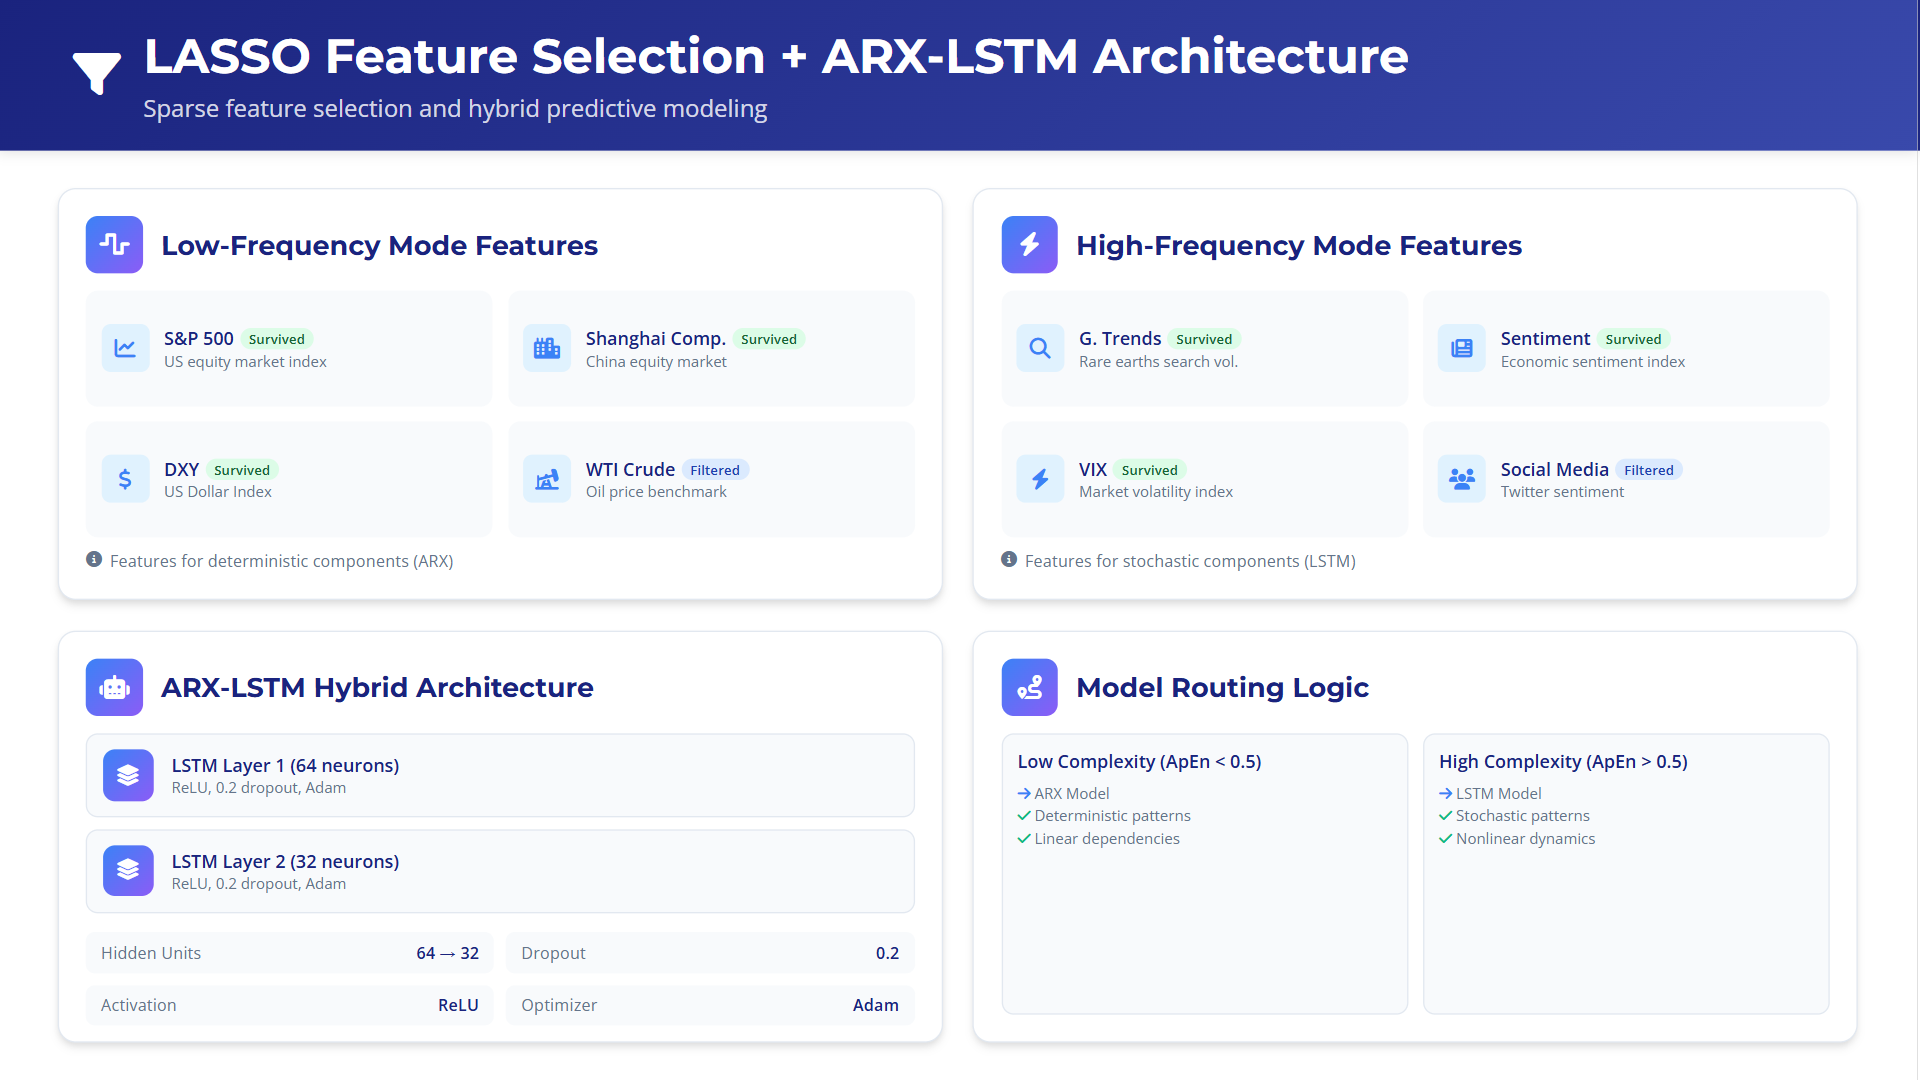 LASSO Feature Selection + ARX-LSTM Architecture
Sparse feature selection and hybrid predictive modeling
Low-Frequency Mode Features
S&P 500 Survived
US equity market index
Shanghai Comp. Survived
China equity market
DXY Survived
US Dollar Index
WTI Crude Filtered
Oil price benchmark
Features for deterministic components (ARX)
High-Frequency Mode Features
G. Trends Survived
Rare earths search vol.
Sentiment Survived
Economic sentiment index
VIX Survived
Market volatility index
Social Media Filtered
Twitter sentiment
Features for stochastic components (LSTM)
ARX-LSTM Hybrid Architecture
LSTM Layer 1 (64 neurons)
ReLU, 0.2 dropout, Adam
LSTM Layer 2 (32 neurons)
ReLU, 0.2 dropout, Adam
Hidden Units 64 → 32
Dropout 0.2
Activation ReLU
Optimizer Adam
Model Routing Logic
Low Complexity (ApEn < 0.5)
→ ARX Model
✓ Deterministic patterns
✓ Linear dependencies
High Complexity (ApEn > 0.5)
→ LSTM Model
✓ Stochastic patterns
✓ Nonlinear dynamics